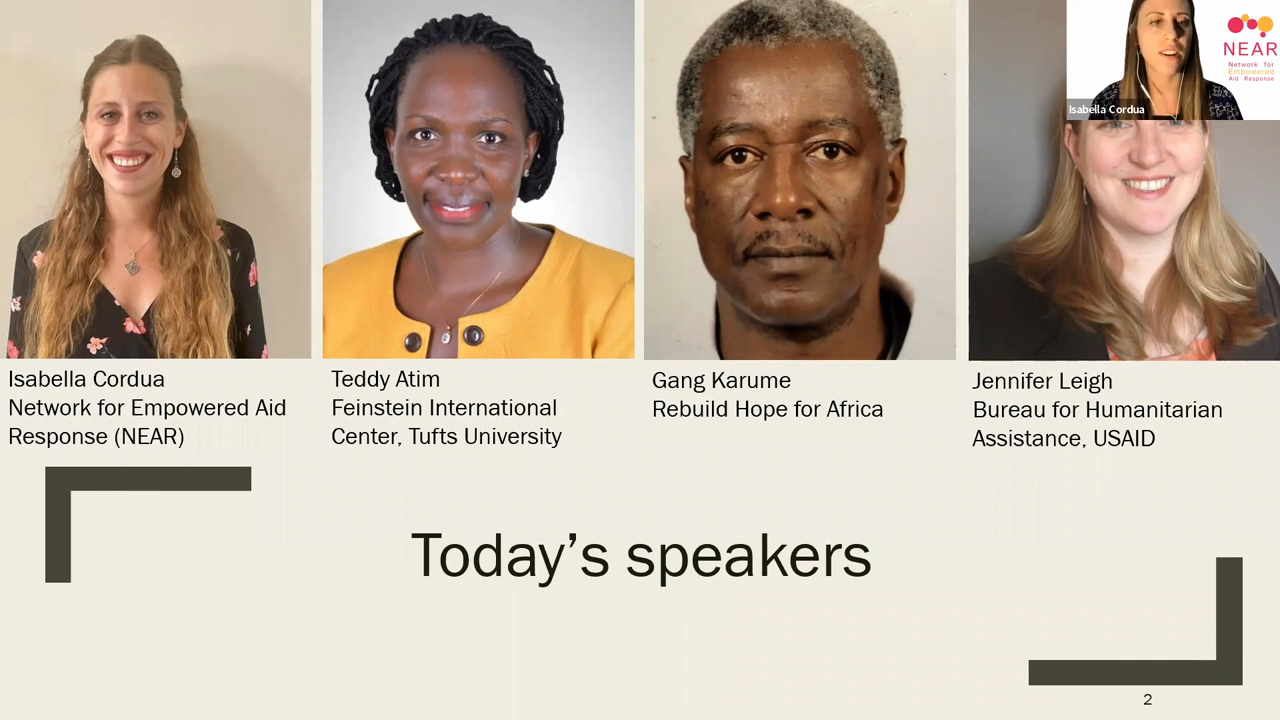 NEAR
Network for
Empowered
Aid Response
Isabella Cordua
Isabella Cordua
Network for Empowered Aid
Response (NEAR)
Teddy Atim
Feinstein International
Center, Tufts University
Gang Karume
Rebuild Hope for Africa
Jennifer Leigh
Bureau for Humanitarian
Assistance, USAID
Today’s speakers
2